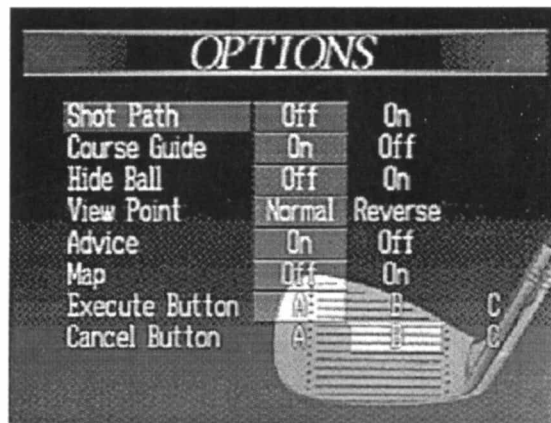 OPTIONS
Shot Path Off On
Course Guide On Off
Hide Ball Off On
View Point Normal Reverse
Advice On Off
Map Off On
Execute Button A B C
Cancel Button A B C